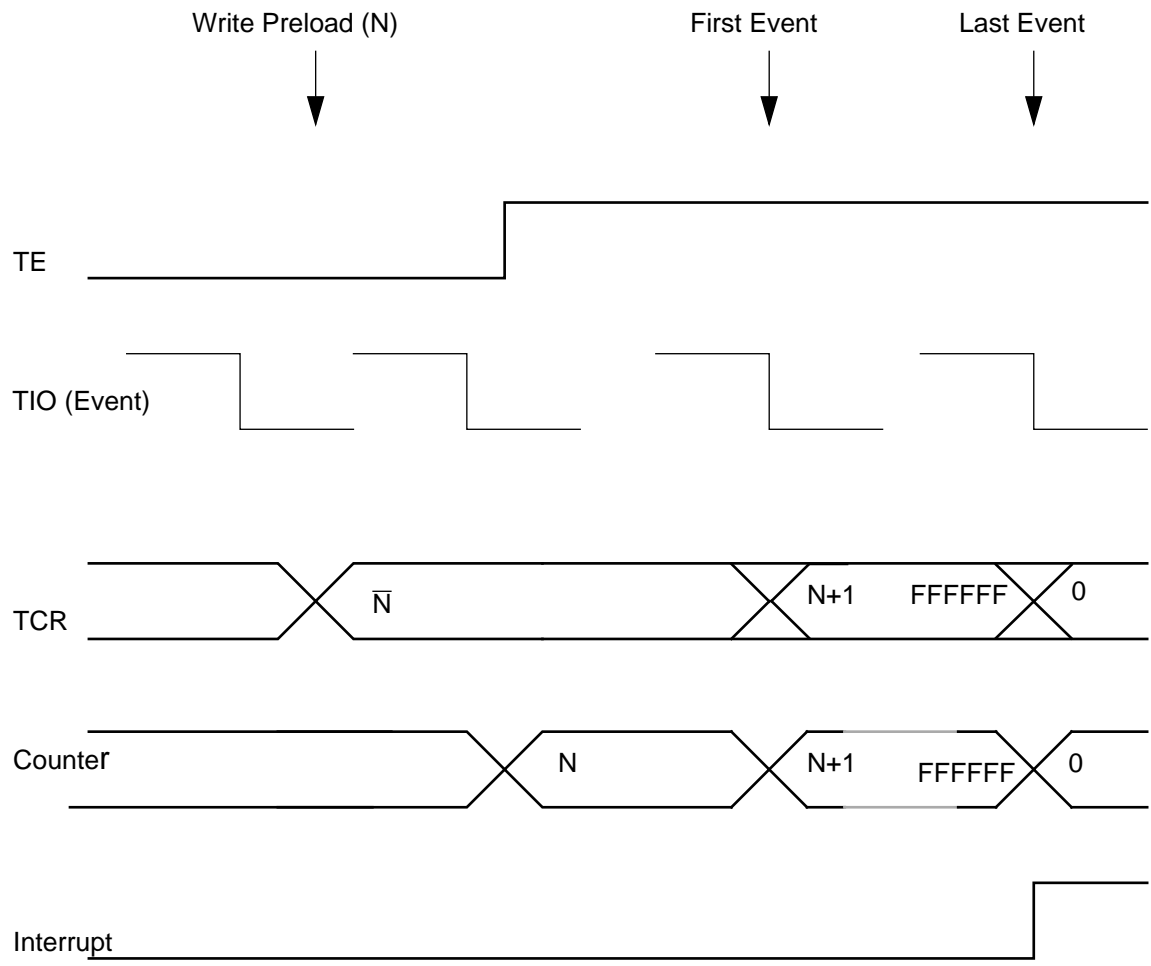 Write Preload (N) First Event Last Event
TE
TIO (Event)
TCR N̅ N+1 FFFFFF 0
Counter N N+1 FFFFFF 0
Interrupt